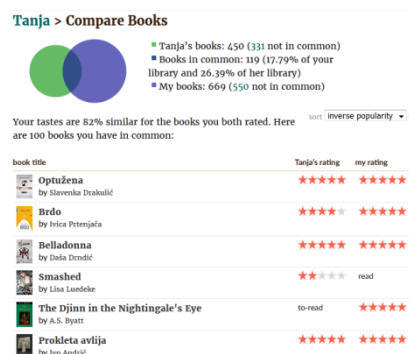 Tanja > Compare Books
Tanja's books: 450 (331 not in common)
Books in common: 119 (17.79% of your
library and 26.39% of her library)
My books: 669 (550 not in common)
sort inverse popularity
Your tastes are 82% similar for the books you both rated. Here
are 100 books you have in common:
book title Tanja's rating my rating
Optužena
by Slavenka Drakulić
Brdo
by Ivica Prtenjača
Belladonna
by Daša Drndić
Smashed read
by Lisa Luedeke
The Djinn in the Nightingale's Eye to-read
by A.S. Byatt
Prokleta avlija
by Ivo Andrić